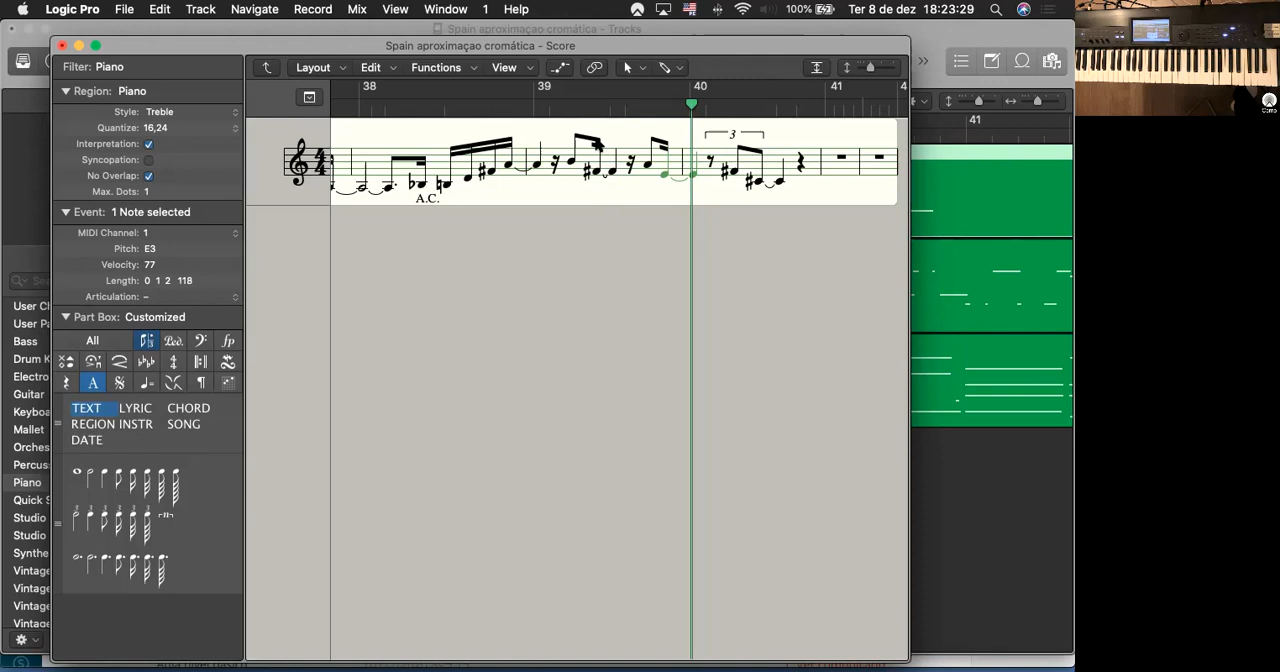 Logic Pro File Edit Track Navigate Record Mix View Window 1 Help 100% Ter 8 de dez 18:23:29
Spain aproximaçao cromática - Tracks
Spain aproximaçao cromática - Score
Filter: Piano
Layout Edit Functions View
Region: Piano
38 39 40 41 4
Style: Treble
Quantize: 16,24
Interpretation:
Syncopation:
No Overlap:
Max. Dots: 1
41
3
A.C.
Event: 1 Note selected
MIDI Channel: 1
Pitch: E3
Velocity: 77
Length: 0 1 2 118
Articulation: –
Part Box: Customized
All
TEXT LYRIC CHORD
REGION INSTR SONG
DATE
User Ch
User Pa
Bass
Drum K
Electro
Guitar
Keyboa
Mallet
Orches
Percus
Piano
Quick S
Studio
Studio
Synthe
Vintage
Vintage
Vintage
Vintage